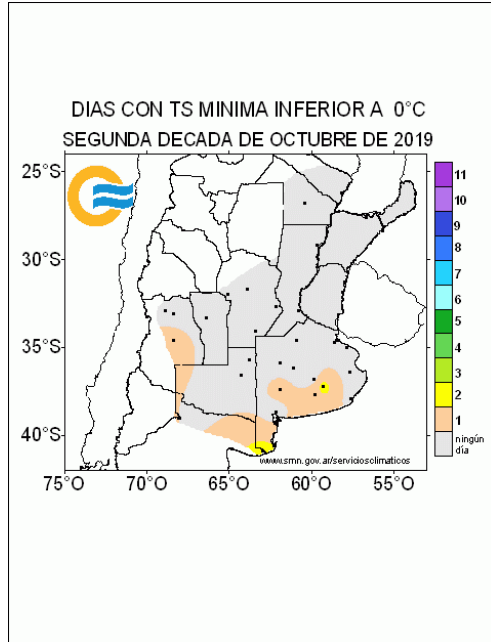 DIAS CON TS MINIMA INFERIOR A 0°C
SEGUNDA DECADA DE OCTUBRE DE 2019
25°S
30°S
35°S
40°S
75°O
70°O
65°O
60°O
55°O
www.smn.gov.ar/serviciosclimaticos
11
10
9
8
7
6
5
4
3
2
1
ningún
día